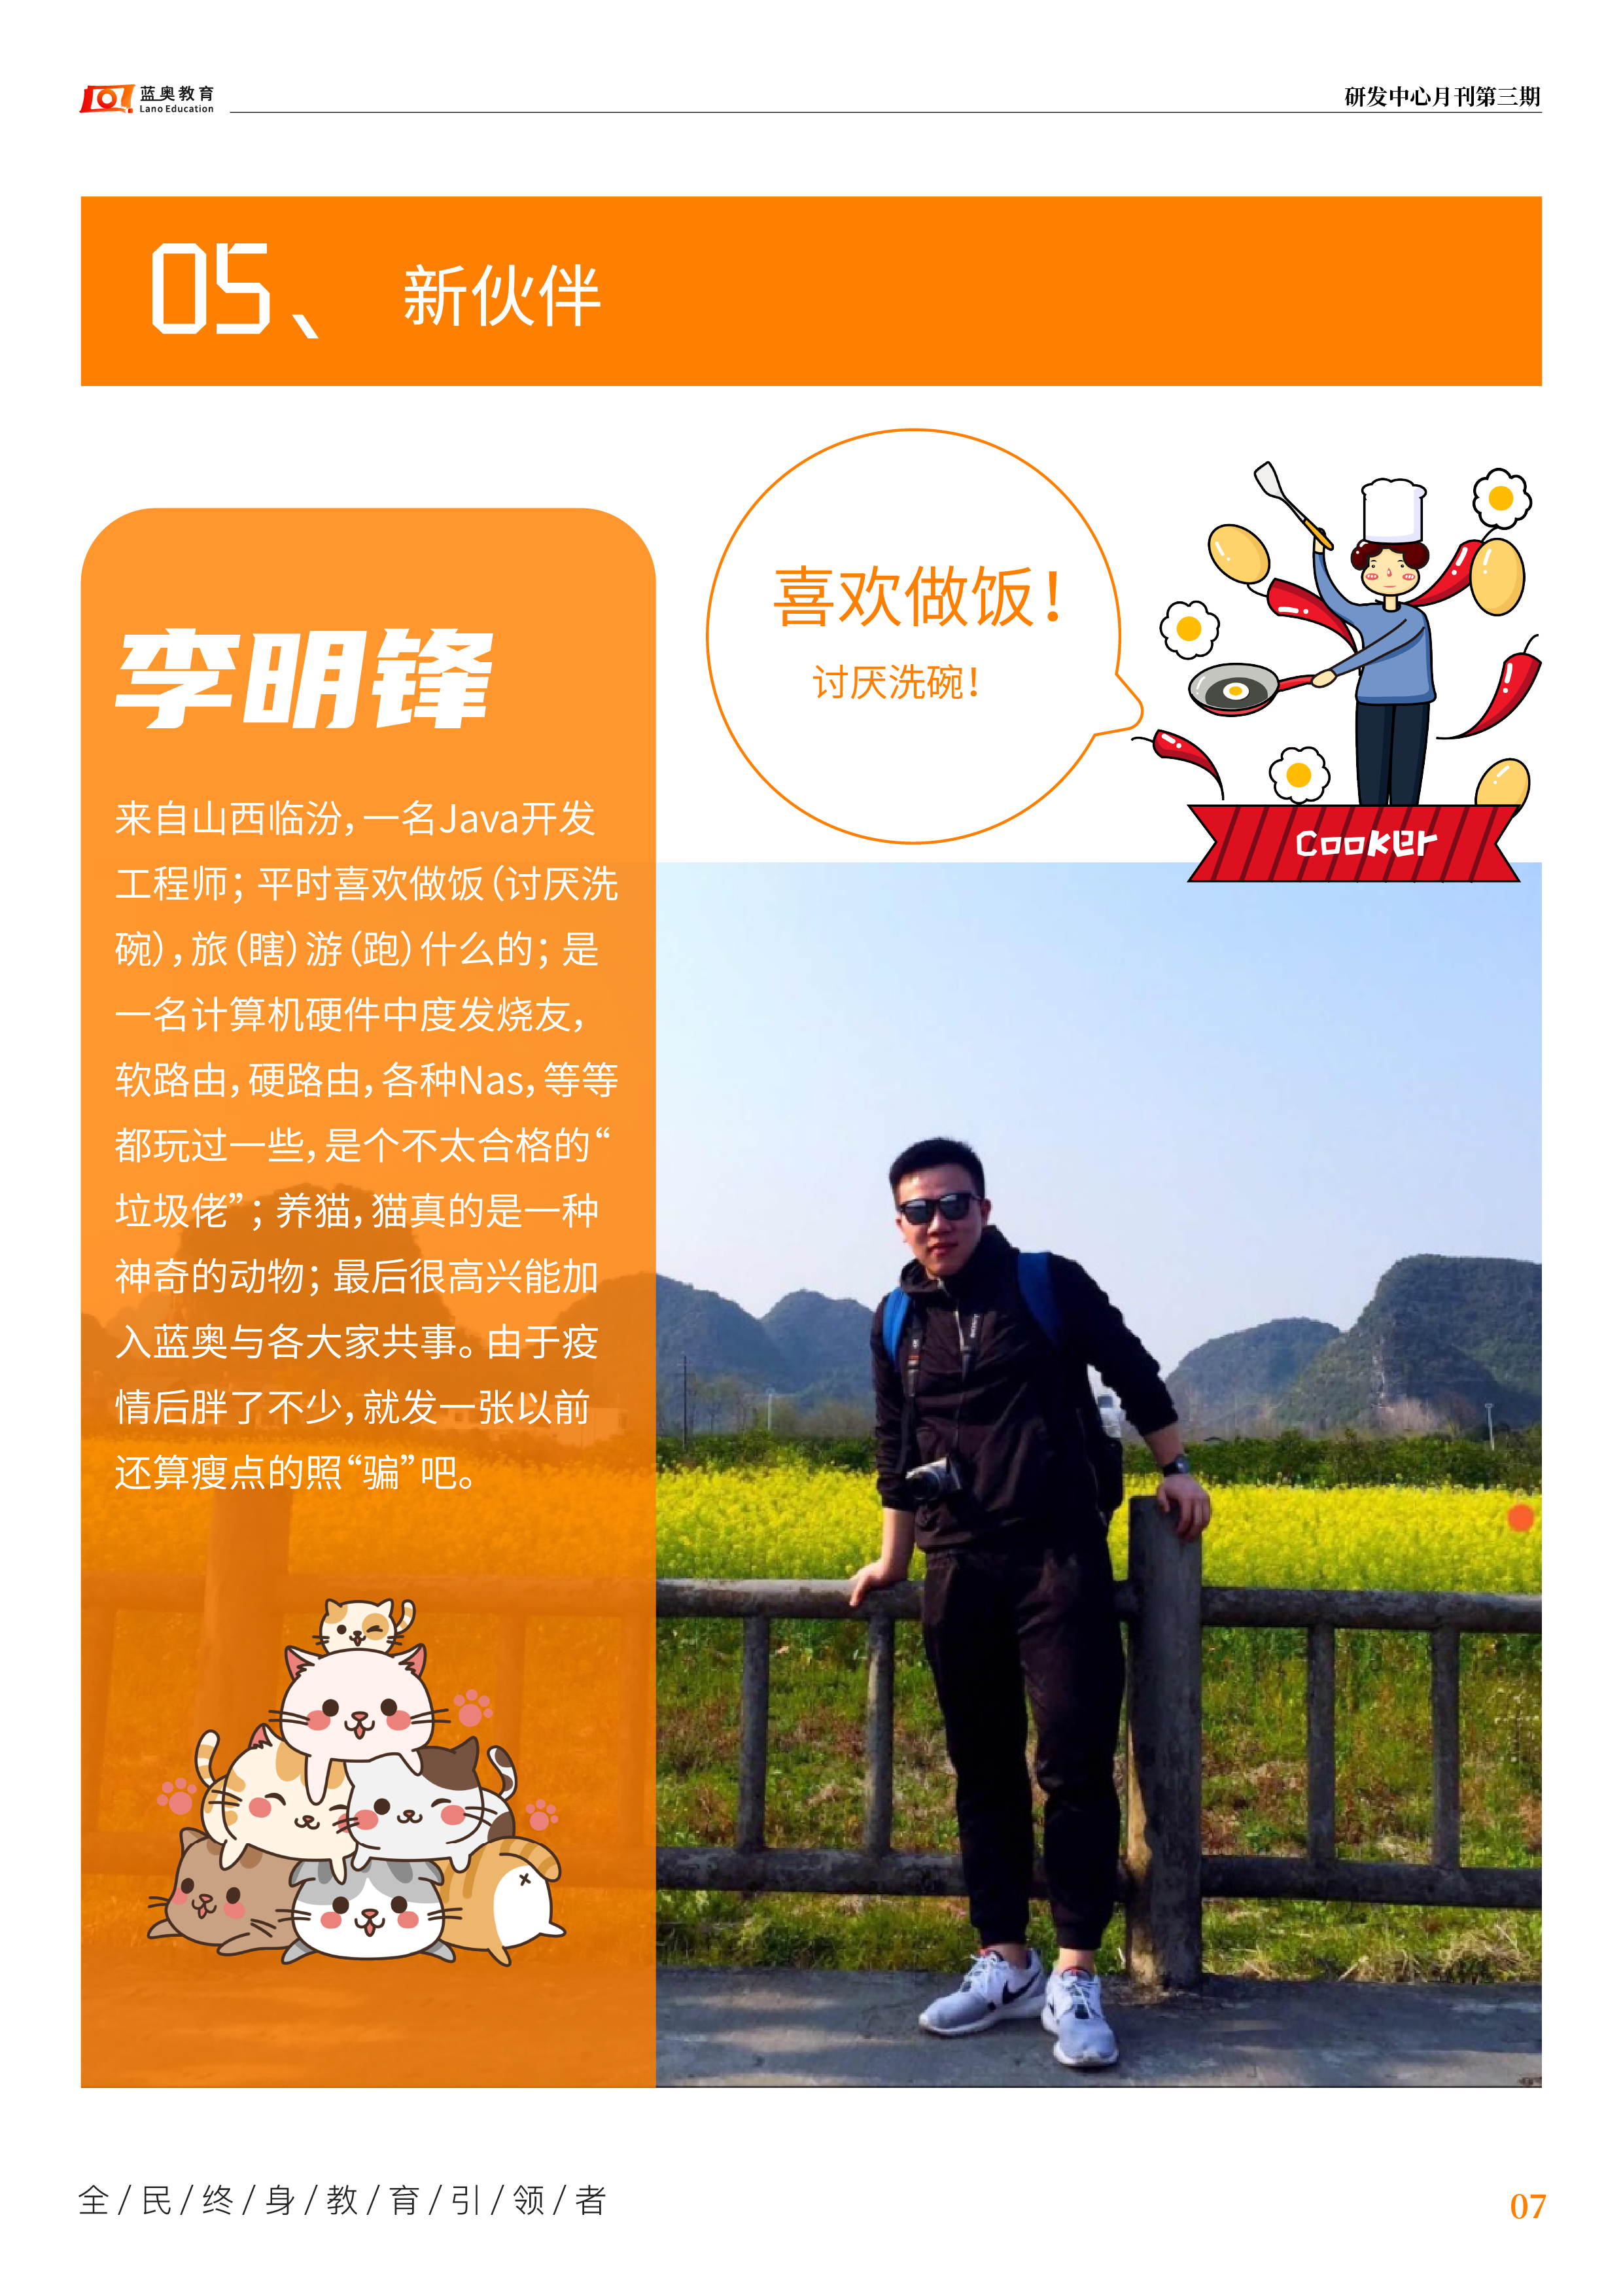 蓝奥教育
Lano Education
研发中心月刊第三期
05、 新伙伴
喜欢做饭！
讨厌洗碗！
Cooker
李明锋
来自山西临汾，一名Java开发
工程师；平时喜欢做饭（讨厌洗
碗），旅（瞎）游（跑）什么的；是
一名计算机硬件中度发烧友，
软路由，硬路由，各种Nas，等等
都玩过一些，是个不太合格的“
垃圾佬”；养猫，猫真的是一种
神奇的动物；最后很高兴能加
入蓝奥与各大家共事。由于疫
情后胖了不少，就发一张以前
还算瘦点的照“骗”吧。
全/民/终/身/教/育/引/领/者
07